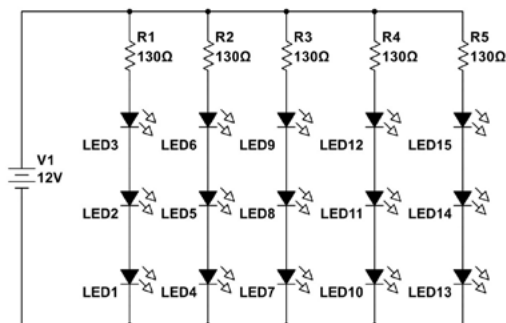 R1 R2 R3 R4 R5
130Ω 130Ω 130Ω 130Ω 130Ω
LED3 LED6 LED9 LED12 LED15
V1
12V
LED2 LED5 LED8 LED11 LED14
LED1 LED4 LED7 LED10 LED13